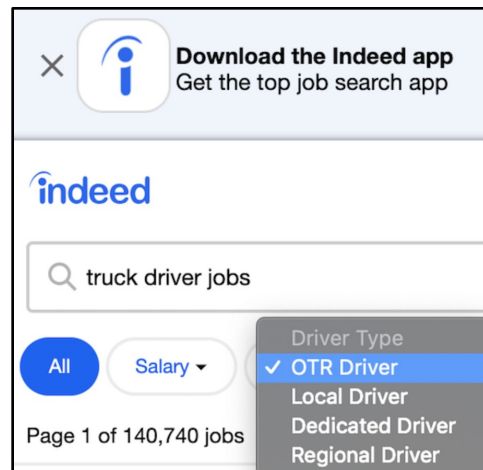 Download the Indeed app
Get the top job search app
indeed
truck driver jobs
All
Salary
Driver Type
OTR Driver
Local Driver
Dedicated Driver
Regional Driver
Page 1 of 140,740 jobs